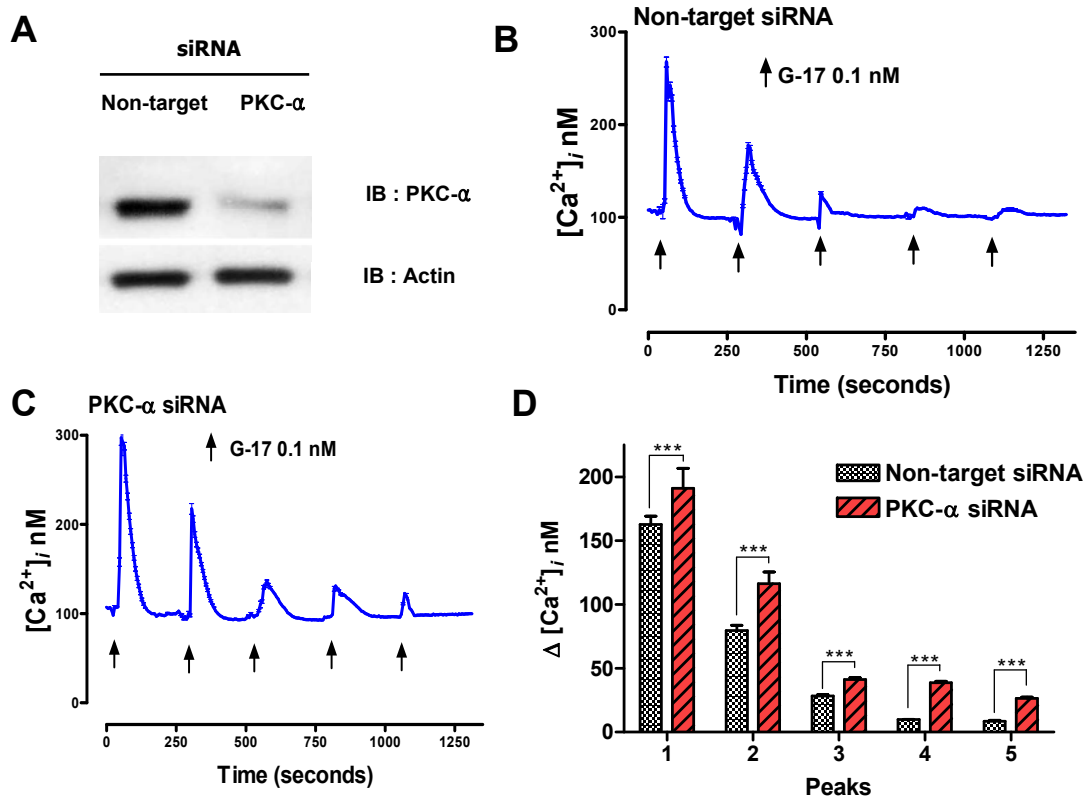 A
siRNA
Non-target PKC-α
IB : PKC-α
IB : Actin
B
Non-target siRNA
G-17 0.1 nM
[Ca²⁺]ᵢ nM
300
200
100
0
0 250 500 750 1000 1250
Time (seconds)
C
PKC-α siRNA
G-17 0.1 nM
[Ca²⁺]ᵢ nM
300
200
100
0
0 250 500 750 1000 1250
Time (seconds)
D
Δ [Ca²⁺]ᵢ nM
200
150
100
50
0
*** *** *** *** ***
Non-target siRNA
PKC-α siRNA
1 2 3 4 5
Peaks